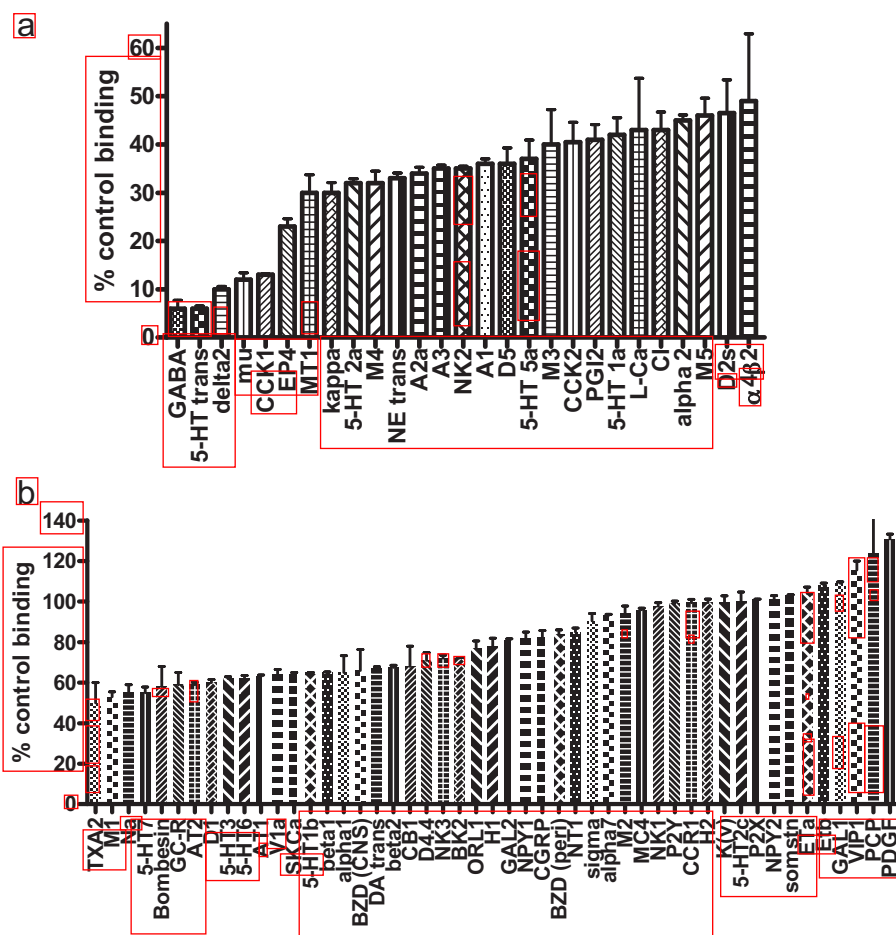 a
60
50
40
30
20
10
0
% control binding
GABA
5-HT trans
delta2
mu
CCK1
EP4
MT1
kappa
5-HT 2a
M4
NE trans
A2a
A3
NK2
A1
D5
5-HT 5a
M3
CCK2
PGI2
5-HT 1a
L-Ca
Cl
alpha 2
M5
D2s
α4β2
b
140
120
100
80
60
40
20
0
% control binding
TXA2
M1
Na
5-HT7
Bombesin
GC-R
AT2
D1
5-HT3
5-HT6
AT1
V1a
SKCa
5-HT1b
beta1
alpha1
BZD (CNS)
DA trans
beta2
CB1
D4.4
NK3
BK2
ORL1
H1
GAL2
NPY1
CGRP
BZD (peri)
NT1
sigma
alpha7
M2
MC4
NK1
P2Y
CCR1
H2
K(v)
5-HT2c
P2X
NPY2
somstn
ETa
ETb
GAL1
VIP1
PCP
PDGF